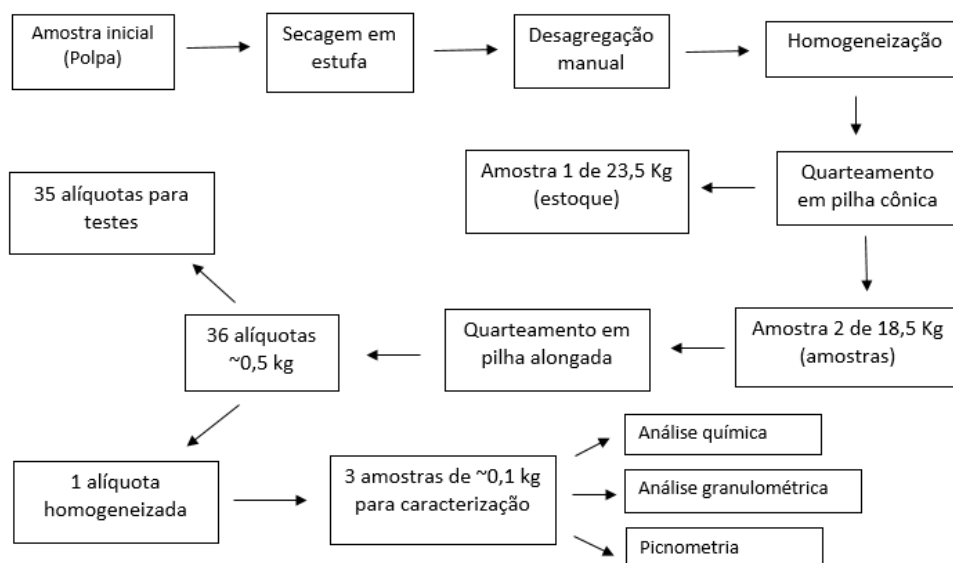 Amostra inicial
(Polpa)
Secagem em
estufa
Desagregação
manual
Homogeneização
Quarteamento
em pilha cônica
Amostra 1 de 23,5 Kg
(estoque)
Amostra 2 de 18,5 Kg
(amostras)
Quarteamento em
pilha alongada
36 alíquotas
~0,5 kg
35 alíquotas para
testes
1 alíquota
homogeneizada
3 amostras de ~0,1 kg
para caracterização
Análise química
Análise granulométrica
Picnometria